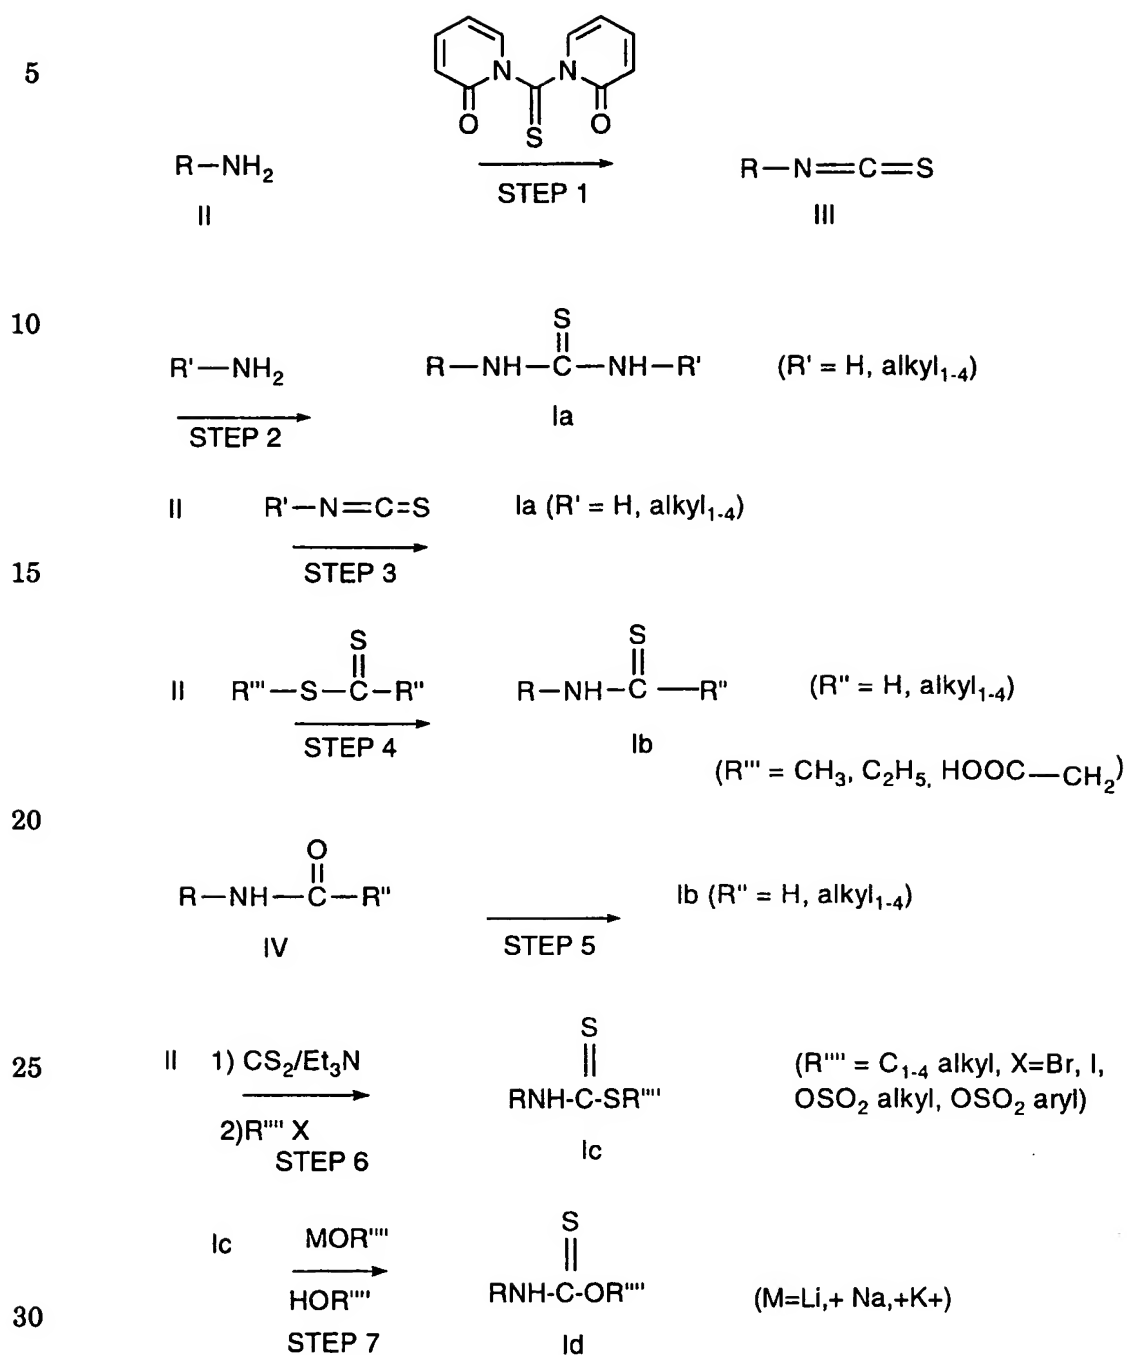 5
N N
O S O
R—NH2
STEP 1
R—N=C=S
II
III
10
S
R'—NH2
R—NH—C—NH—R'
(R' = H, alkyl1-4)
STEP 2
Ia
II
R'—N=C=S
Ia (R' = H, alkyl1-4)
15
STEP 3
S
S
II
R'''—S—C—R''
R—NH—C—R''
(R'' = H, alkyl1-4)
STEP 4
Ib
(R''' = CH3, C2H5, HOOC—CH2)
20
O
R—NH—C—R''
Ib (R'' = H, alkyl1-4)
IV
STEP 5
S
25
II
1) CS2/Et3N
(R'''' = C1-4 alkyl, X=Br, I,
RNH-C-SR''''
OSO2 alkyl, OSO2 aryl)
2)R'''' X
Ic
STEP 6
S
Ic
MOR''''
RNH-C-OR''''
(M=Li,+ Na,+K+)
HOR''''
30
STEP 7
Id